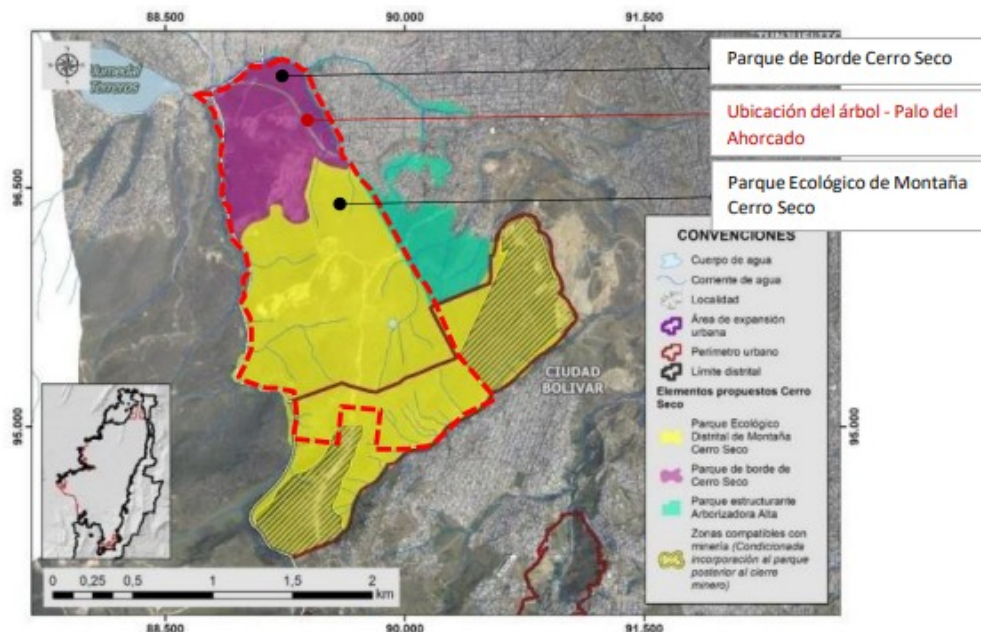 88.500
90.000
91.500
Humedal
Terreros
Parque de Borde Cerro Seco
Ubicación del árbol - Palo del
Ahorcado
Parque Ecológico de Montaña
Cerro Seco
96.500
CONVENCIONES
Cuerpo de agua
Corriente de agua
Localidad
Área de expansión
urbana
Perímetro urbano
Límite distrital
Elementos propuestos Cerro
Seco
Parque Ecológico
Distrital de Montaña
Cerro Seco
Parque de borde de
Cerro Seco
Parque estructurante
Arborizadora Alta
Zonas compatibles con
minería (Condicionada
incorporación al parque
posterior al cierre
minero)
CIUDAD
BOLIVAR
95.000
95.000
0 0,25 0,5 1 1,5 2
km
88.500
90.000
91.500